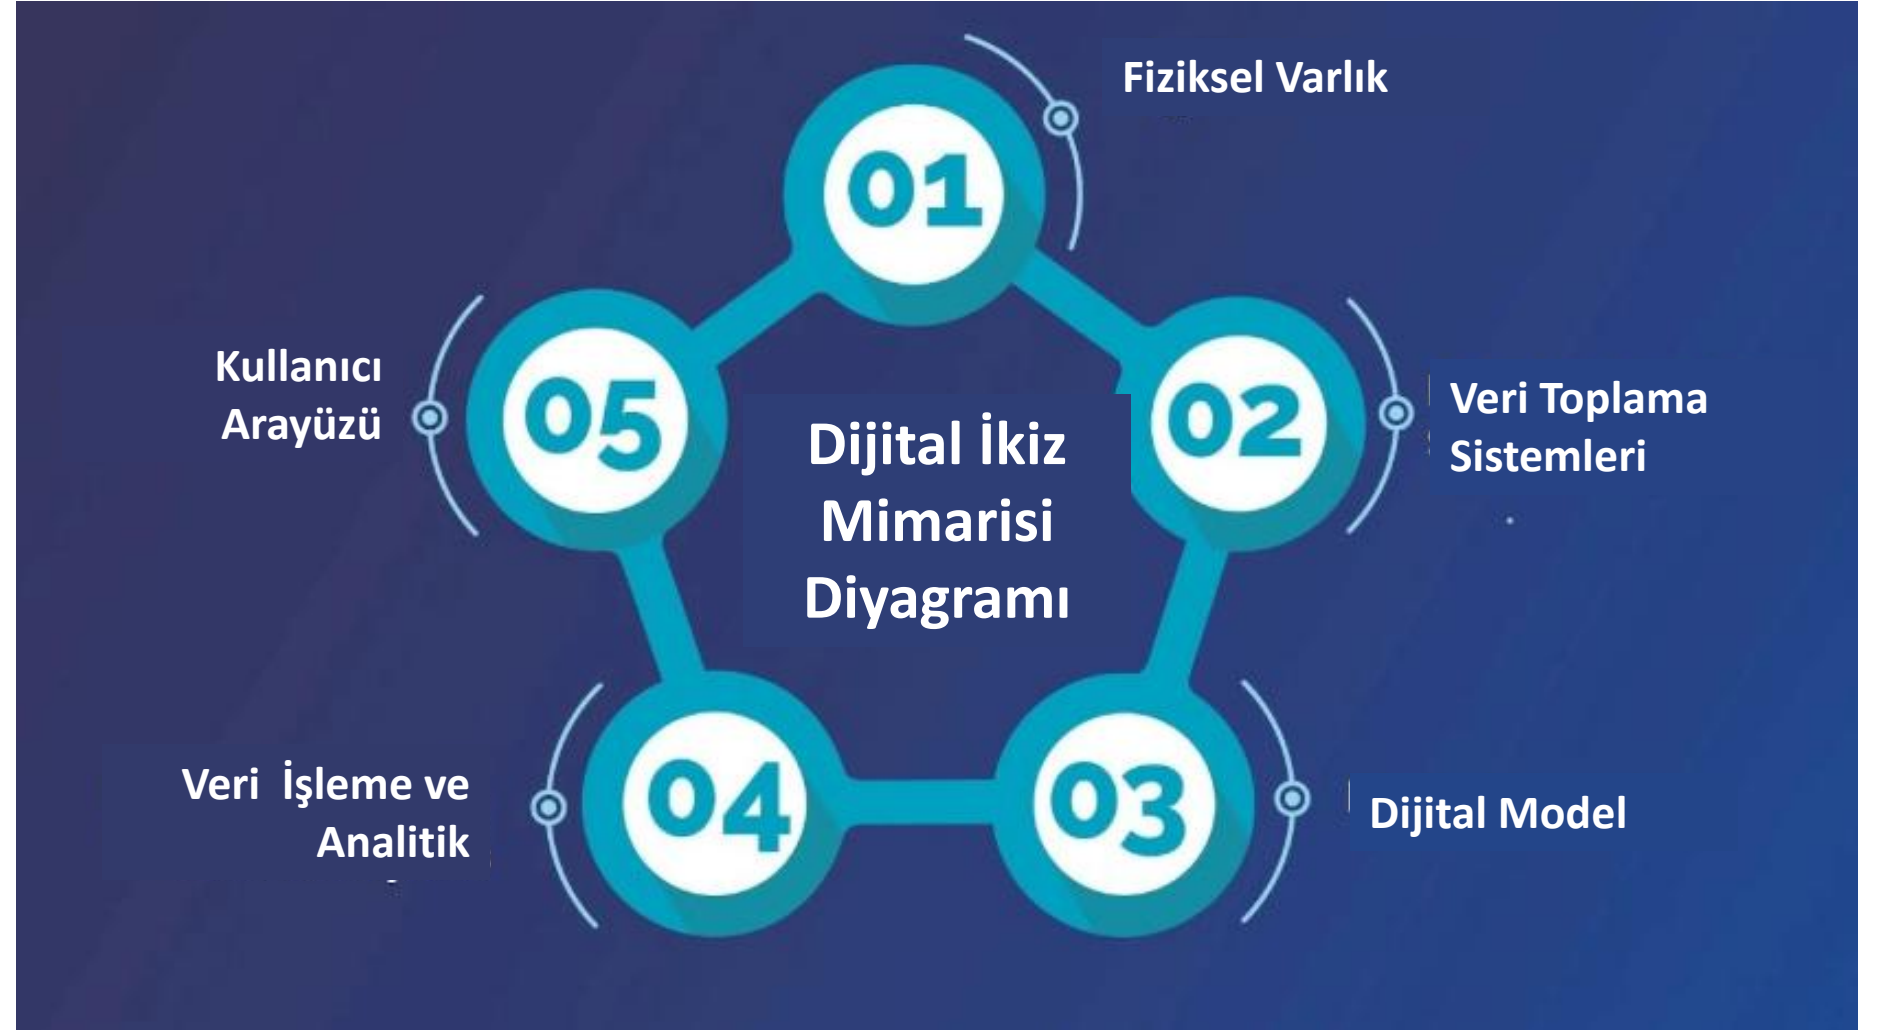 01
Fiziksel Varlık
02
Veri Toplama
Sistemleri
03
Dijital Model
04
Veri İşleme ve
Analitik
05
Kullanıcı
Arayüzü
Dijital İkiz
Mimarisi
Diyagramı